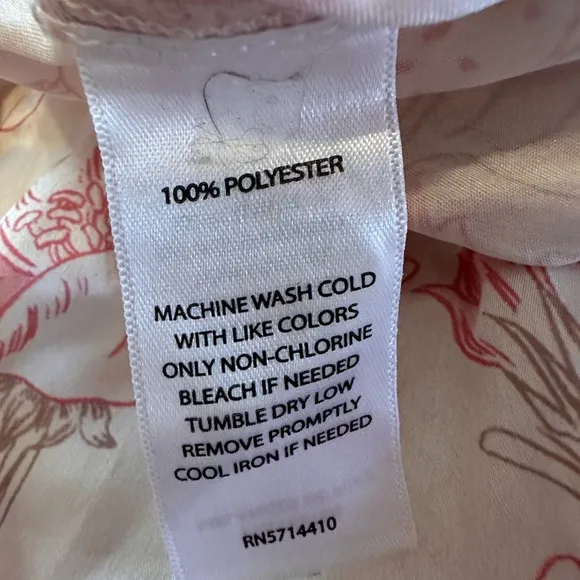 100% POLYESTER
MACHINE WASH COLD
WITH LIKE COLORS
ONLY NON-CHLORINE
BLEACH IF NEEDED
TUMBLE DRY LOW
REMOVE PROMPTLY
COOL IRON IF NEEDED
RN5714410